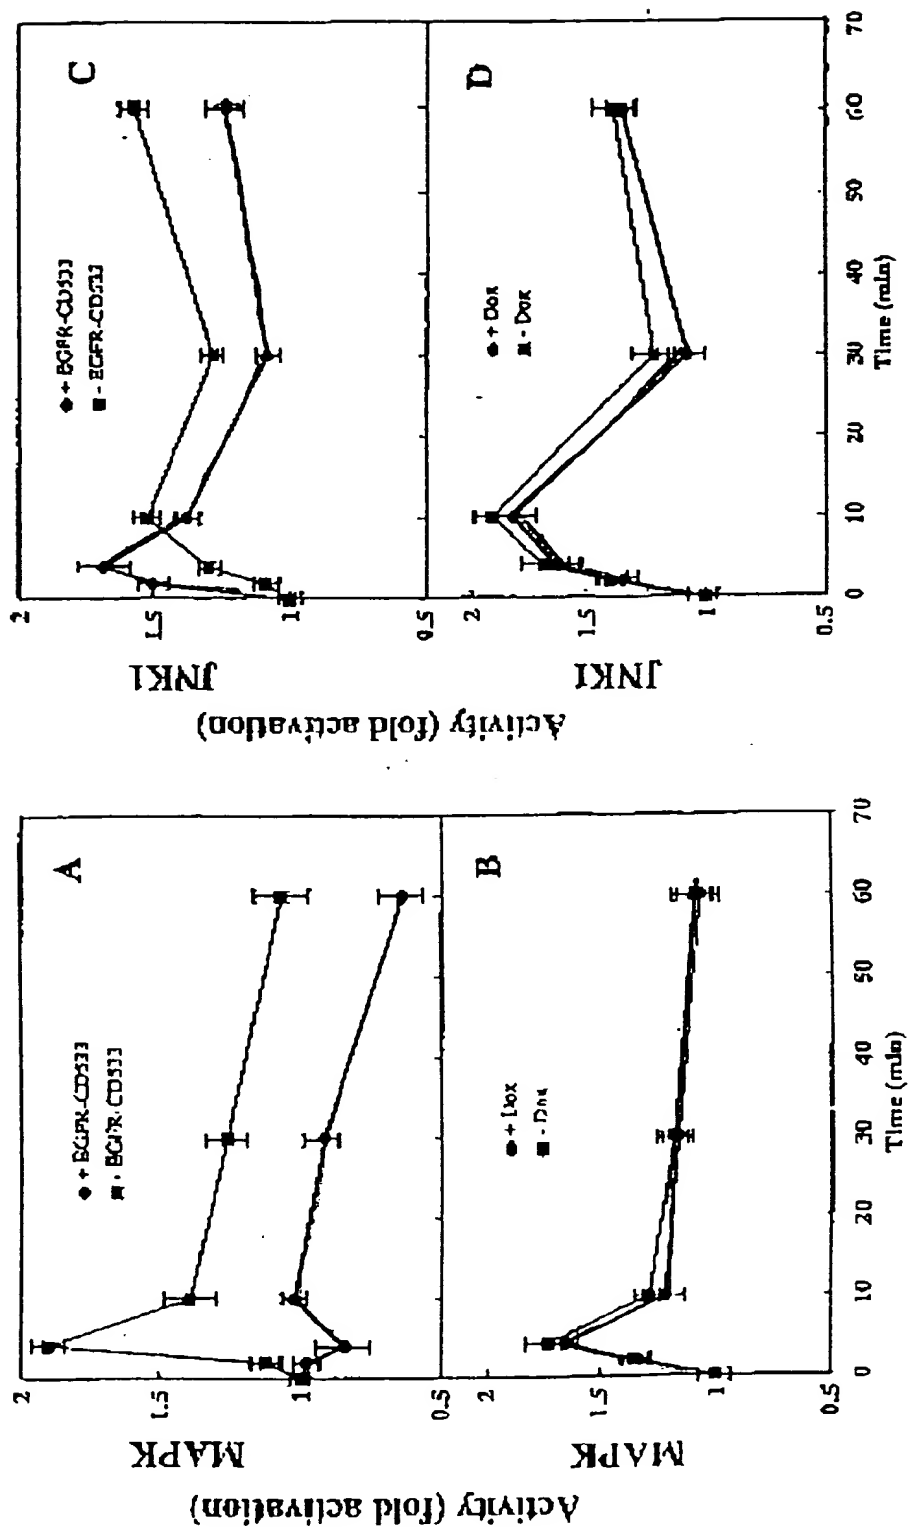 A
◆ + EGFR-CD533
■ - EGFR-CD533
2
1.5
1
0.5
MAPK
Activity (fold activation)
B
● + Dox
■ - Dox
2
1.5
1
0.5
MAPK
0
10
20
30
40
50
60
70
Time (min)
C
◆ + EGFR-CD533
■ - EGFR-CD533
2
1.5
1
0.5
JNK1
Activity (fold activation)
D
◆ + Dox
■ - Dox
2
1.5
1
0.5
JNK1
0
10
20
30
40
50
60
70
Time (min)